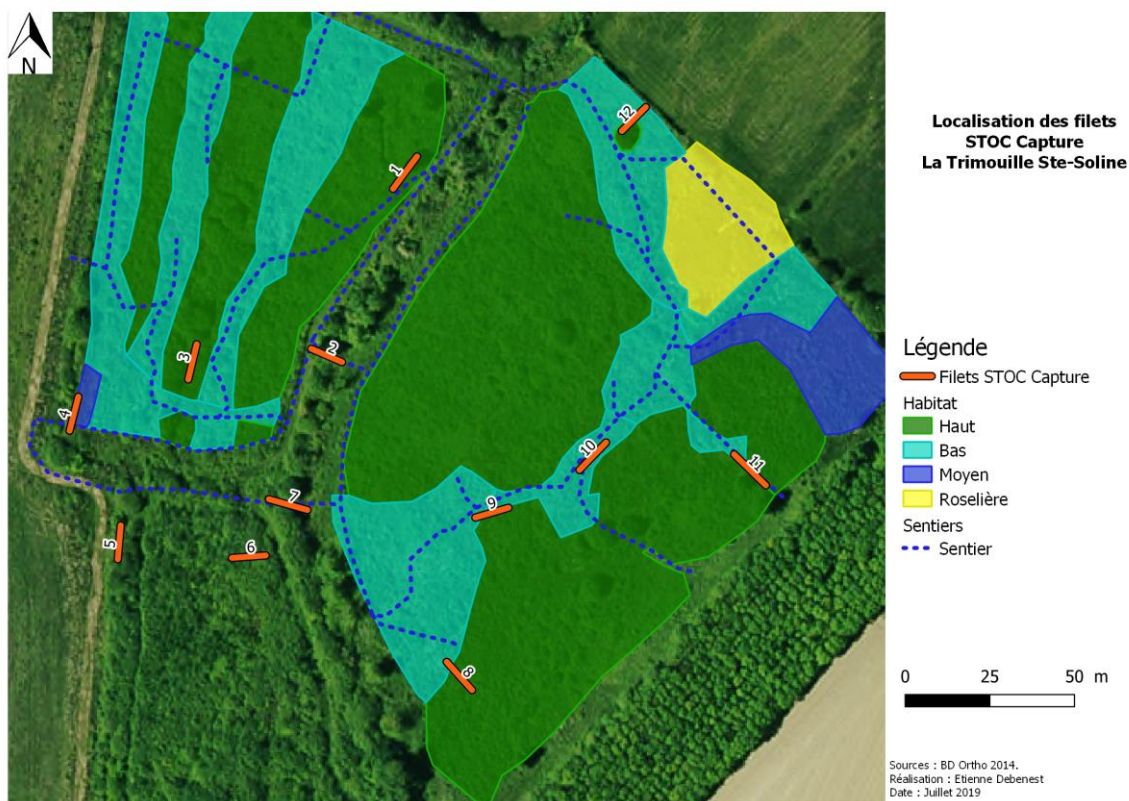 N
Localisation des filets
STOC Capture
La Trimouille Ste-Soline
12
1
2
3
4
10
11
9
7
5
6
8
Légende
Filets STOC Capture
Habitat
Haut
Bas
Moyen
Roselière
Sentiers
Sentier
0 25 50 m
Sources : BD Ortho 2014.
Réalisation : Etienne Debenest
Date : Juillet 2019